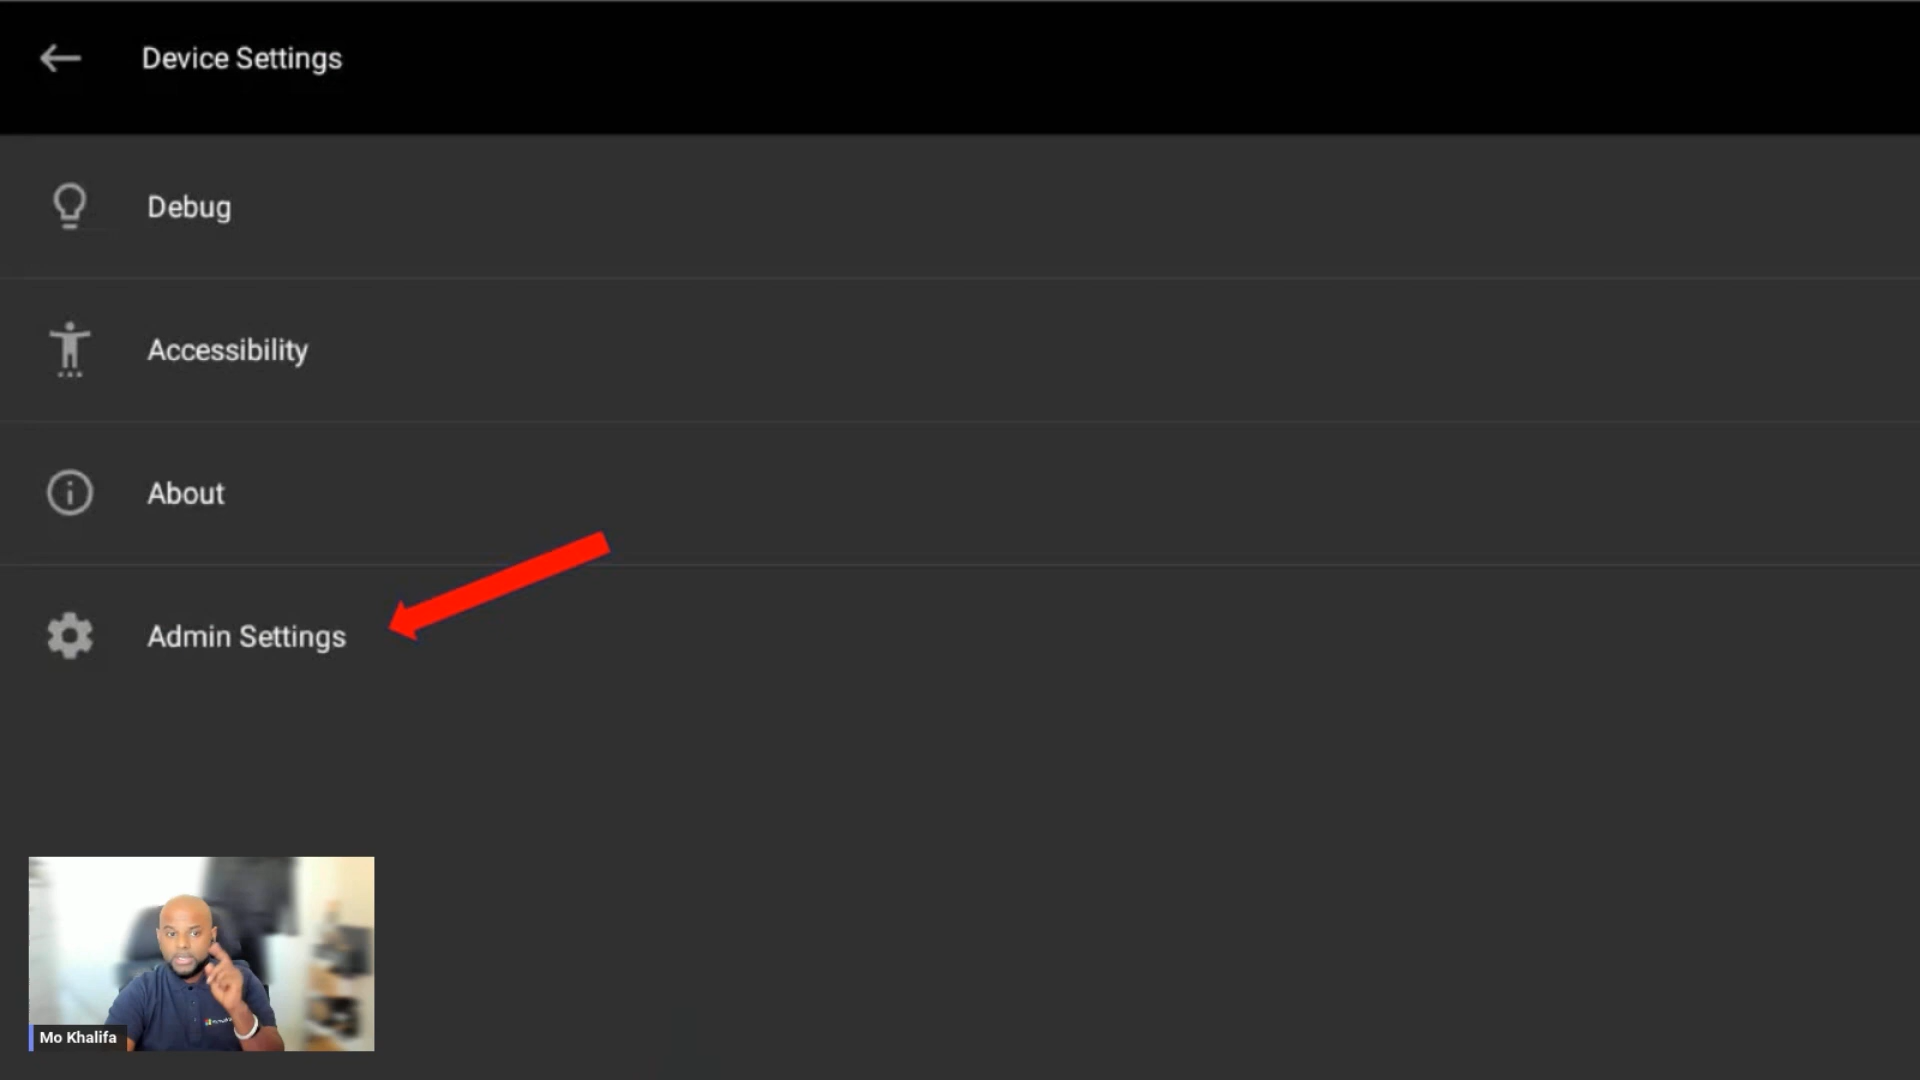 Device Settings
Debug
Accessibility
About
Admin Settings
Mo Khalifa